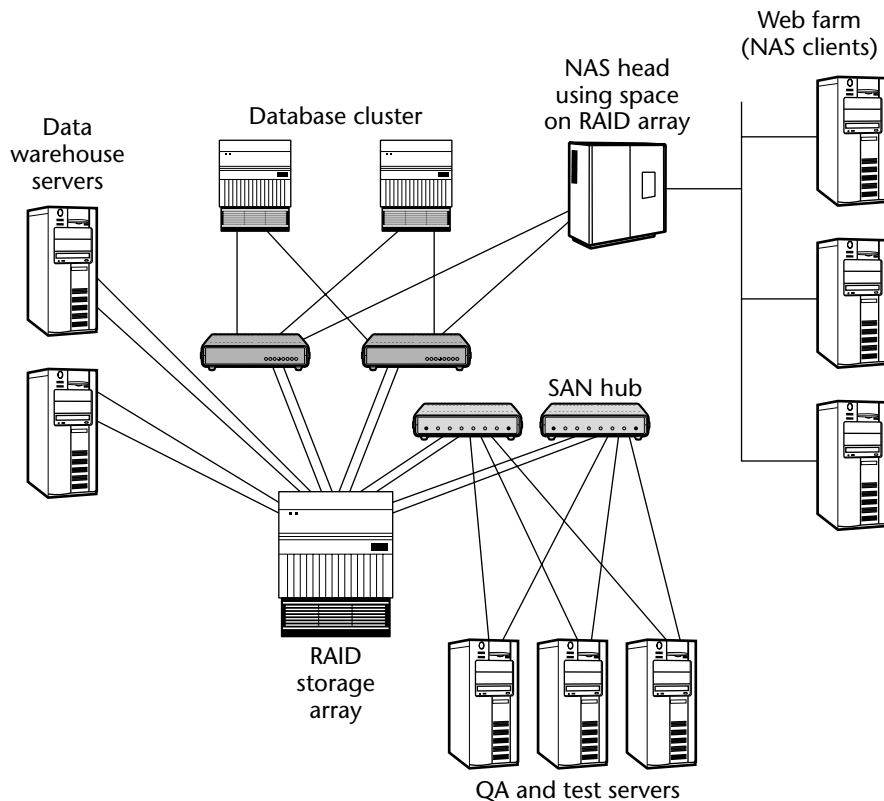 Web farm
(NAS clients)
NAS head
using space
on RAID array
Database cluster
Data
warehouse
servers
SAN hub
RAID
storage
array
QA and test servers